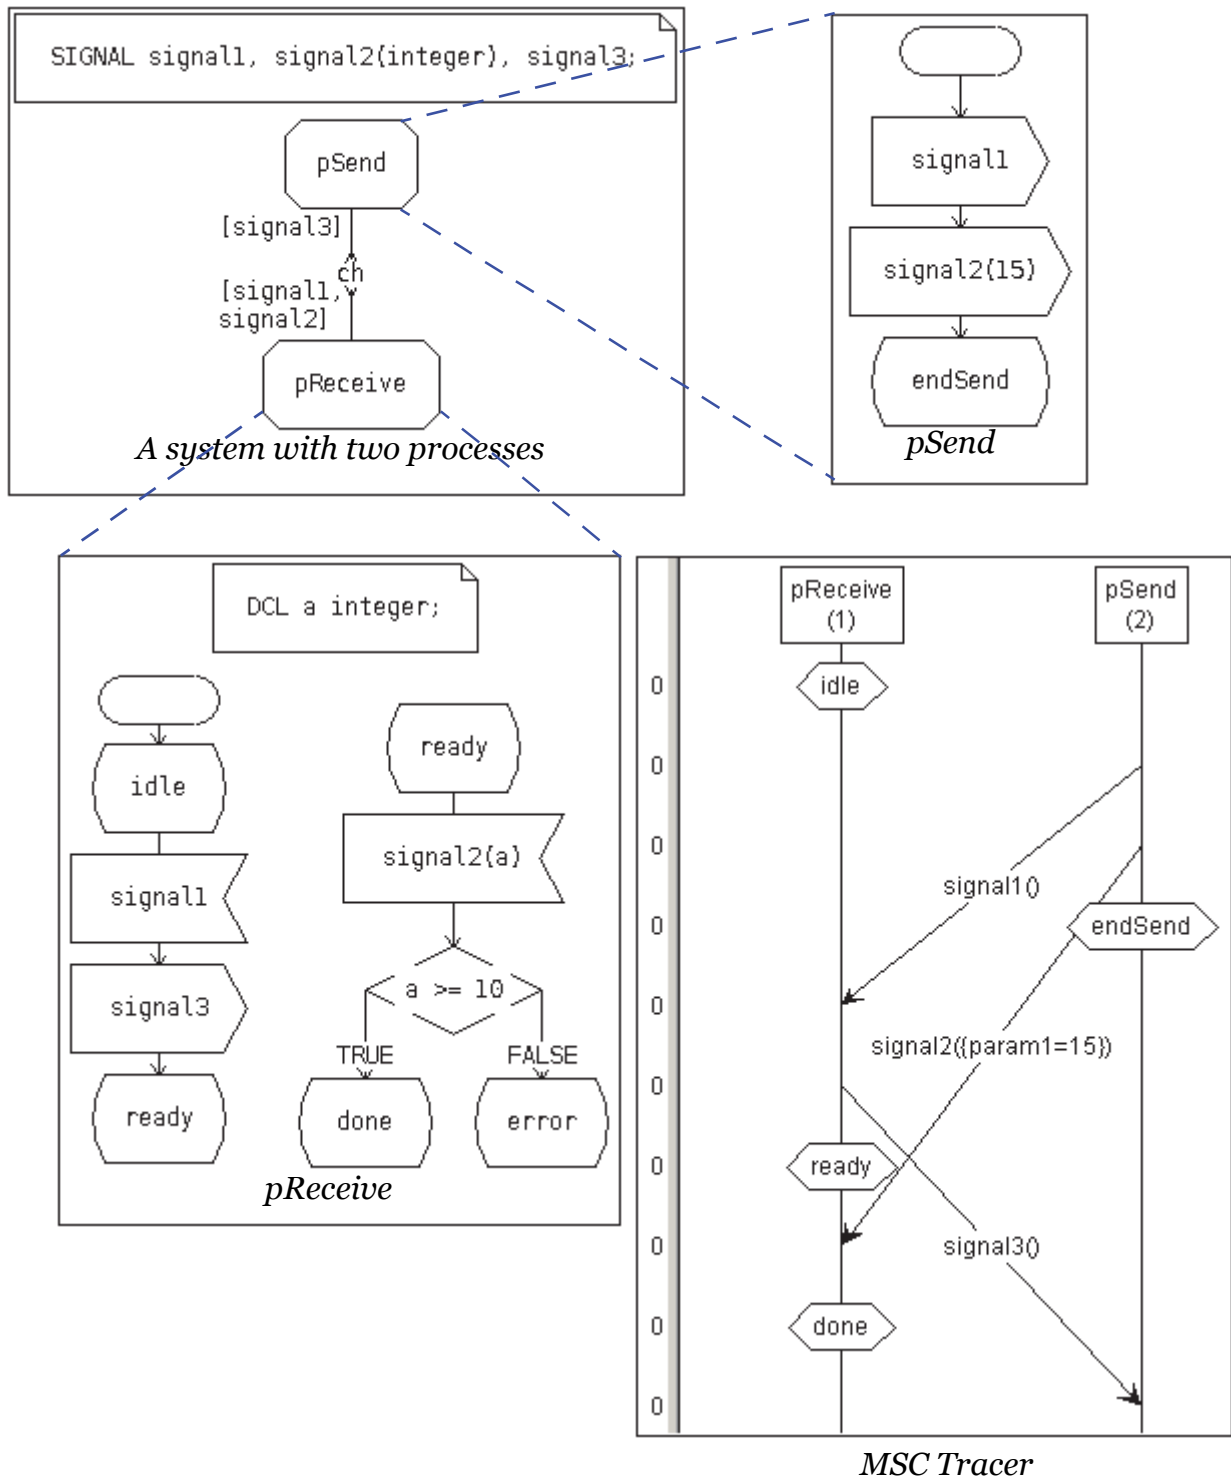 SIGNAL signal1, signal2(integer), signal3;
pSend
[signal3]
ch
[signal1,
signal2]
pReceive
A system with two processes
signal1
signal2(15)
endSend
pSend
DCL a integer;
idle
signal1
signal3
ready
ready
signal2(a)
a >= 10
TRUE
FALSE
done
error
pReceive
pReceive
(1)
pSend
(2)
0
idle
0
0
signal1()
0
endSend
0
signal2({param1=15})
0
0
ready
0
signal3()
0
done
0
MSC Tracer